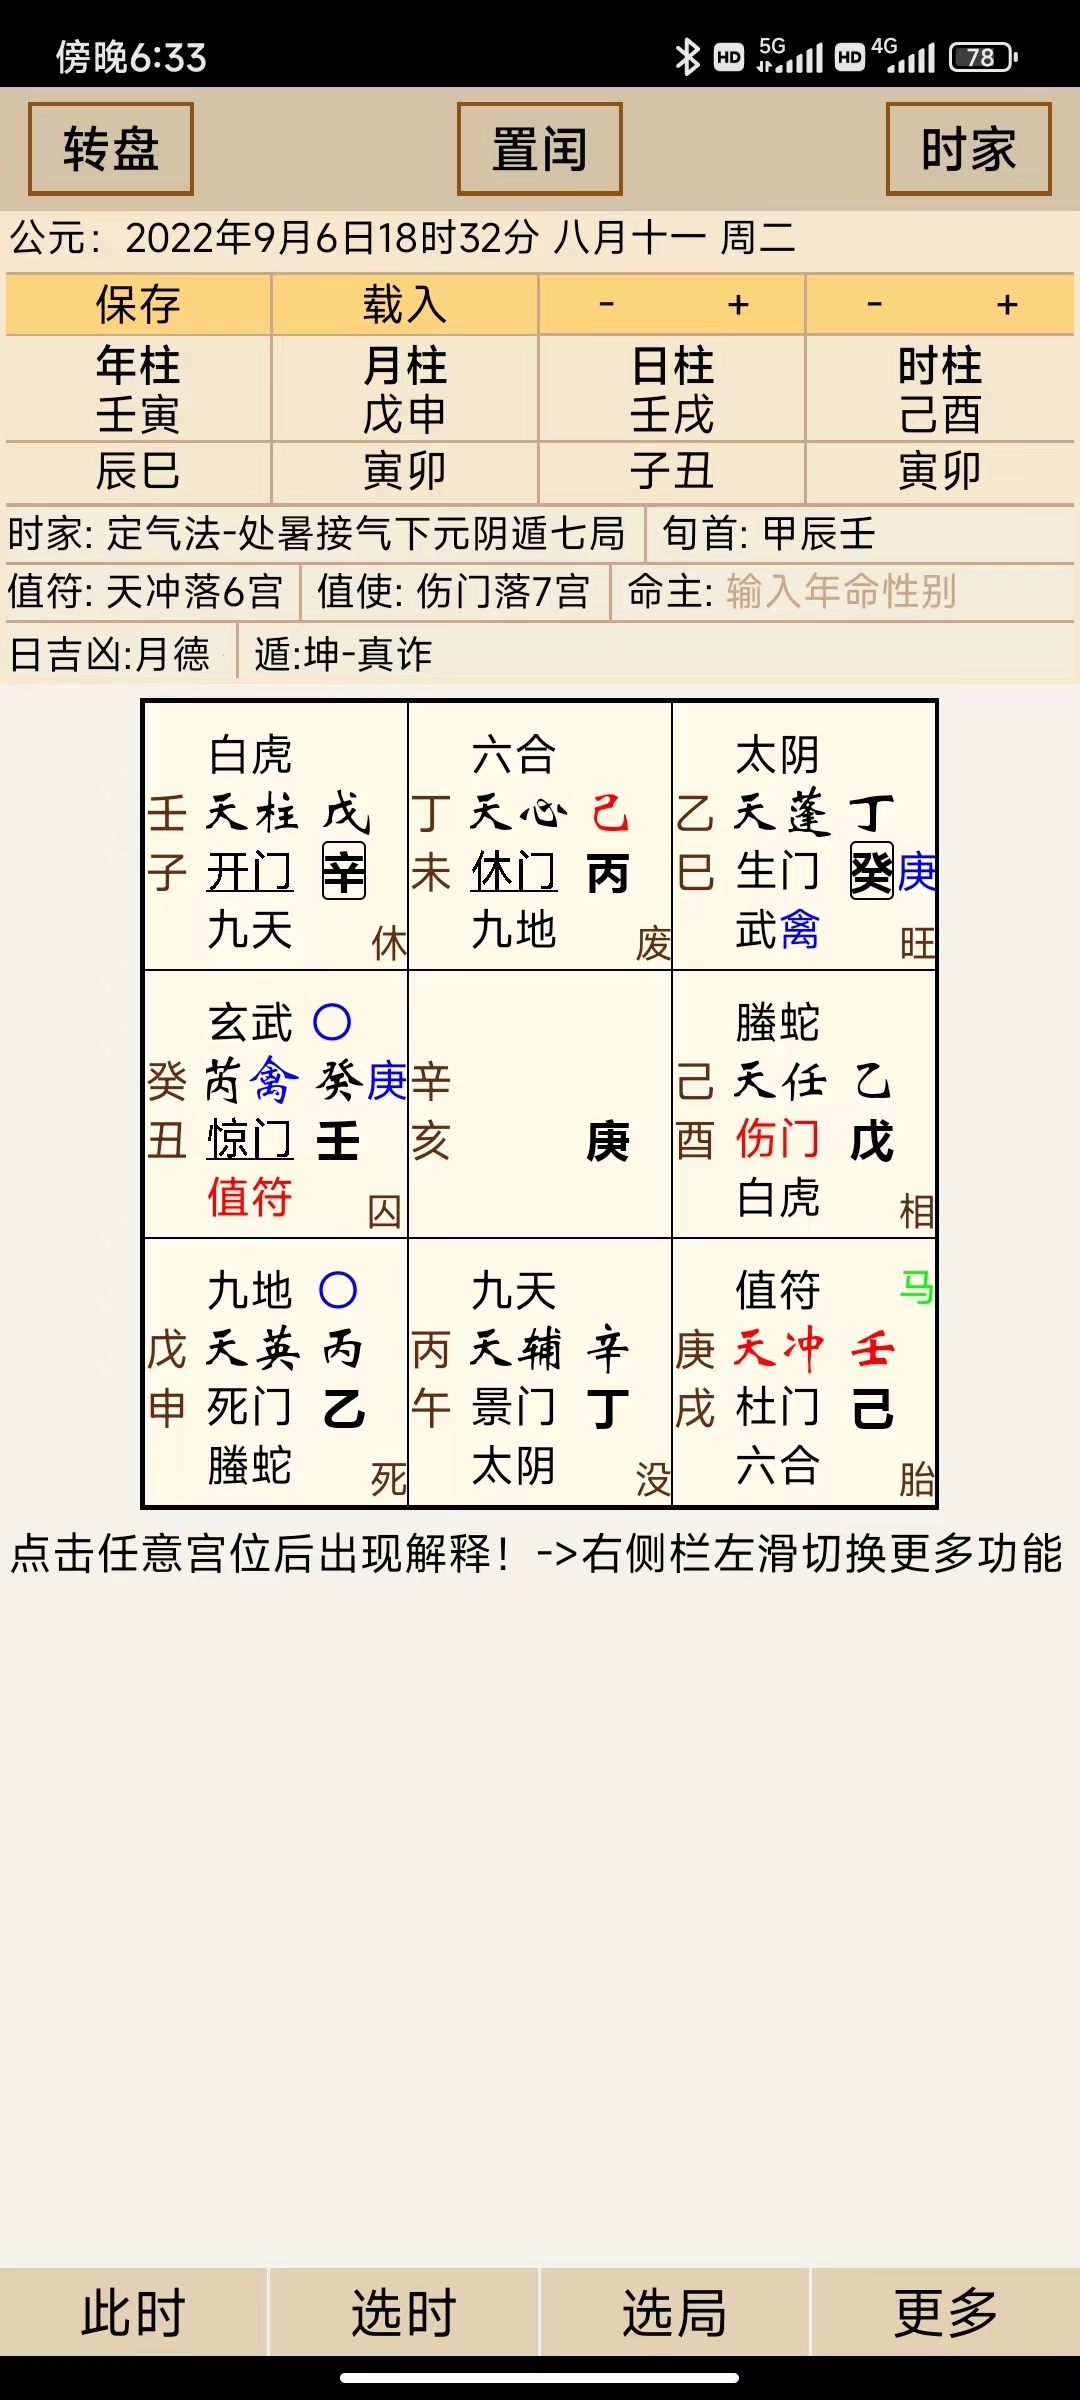 傍晚6:33 HD 5G HD 4G 78
转盘 置闰 时家
公元：2022年9月6日18时32分 八月十一 周二
保存 载入 - + - +
年柱 月柱 日柱 时柱
壬寅 戊申 壬戌 己酉
辰巳 寅卯 子丑 寅卯
时家: 定气法-处暑接气下元阴遁七局 旬首: 甲辰壬
值符: 天冲落6宫 值使: 伤门落7宫 命主: 输入年命性别
日吉凶:月德 遁:坤-真诈
白虎 六合 太阴
壬 天柱 戊 丁 天心 己 乙 天蓬 丁
子 开门 辛 未 休门 丙 巳 生门 癸庚
九天 休 九地 废 武禽 旺
玄武 〇 螣蛇
癸 芮禽 癸庚 辛 己 天任 乙
丑 惊门 壬 亥 庚 酉 伤门 戊
值符 囚 白虎 相
九地 〇 九天 值符 马
戊 天英 丙 丙 天辅 辛 庚 天冲 壬
申 死门 乙 午 景门 丁 戌 杜门 己
螣蛇 死 太阴 没 六合 胎
点击任意宫位后出现解释！->右侧栏左滑切换更多功能
此时 选时 选局 更多